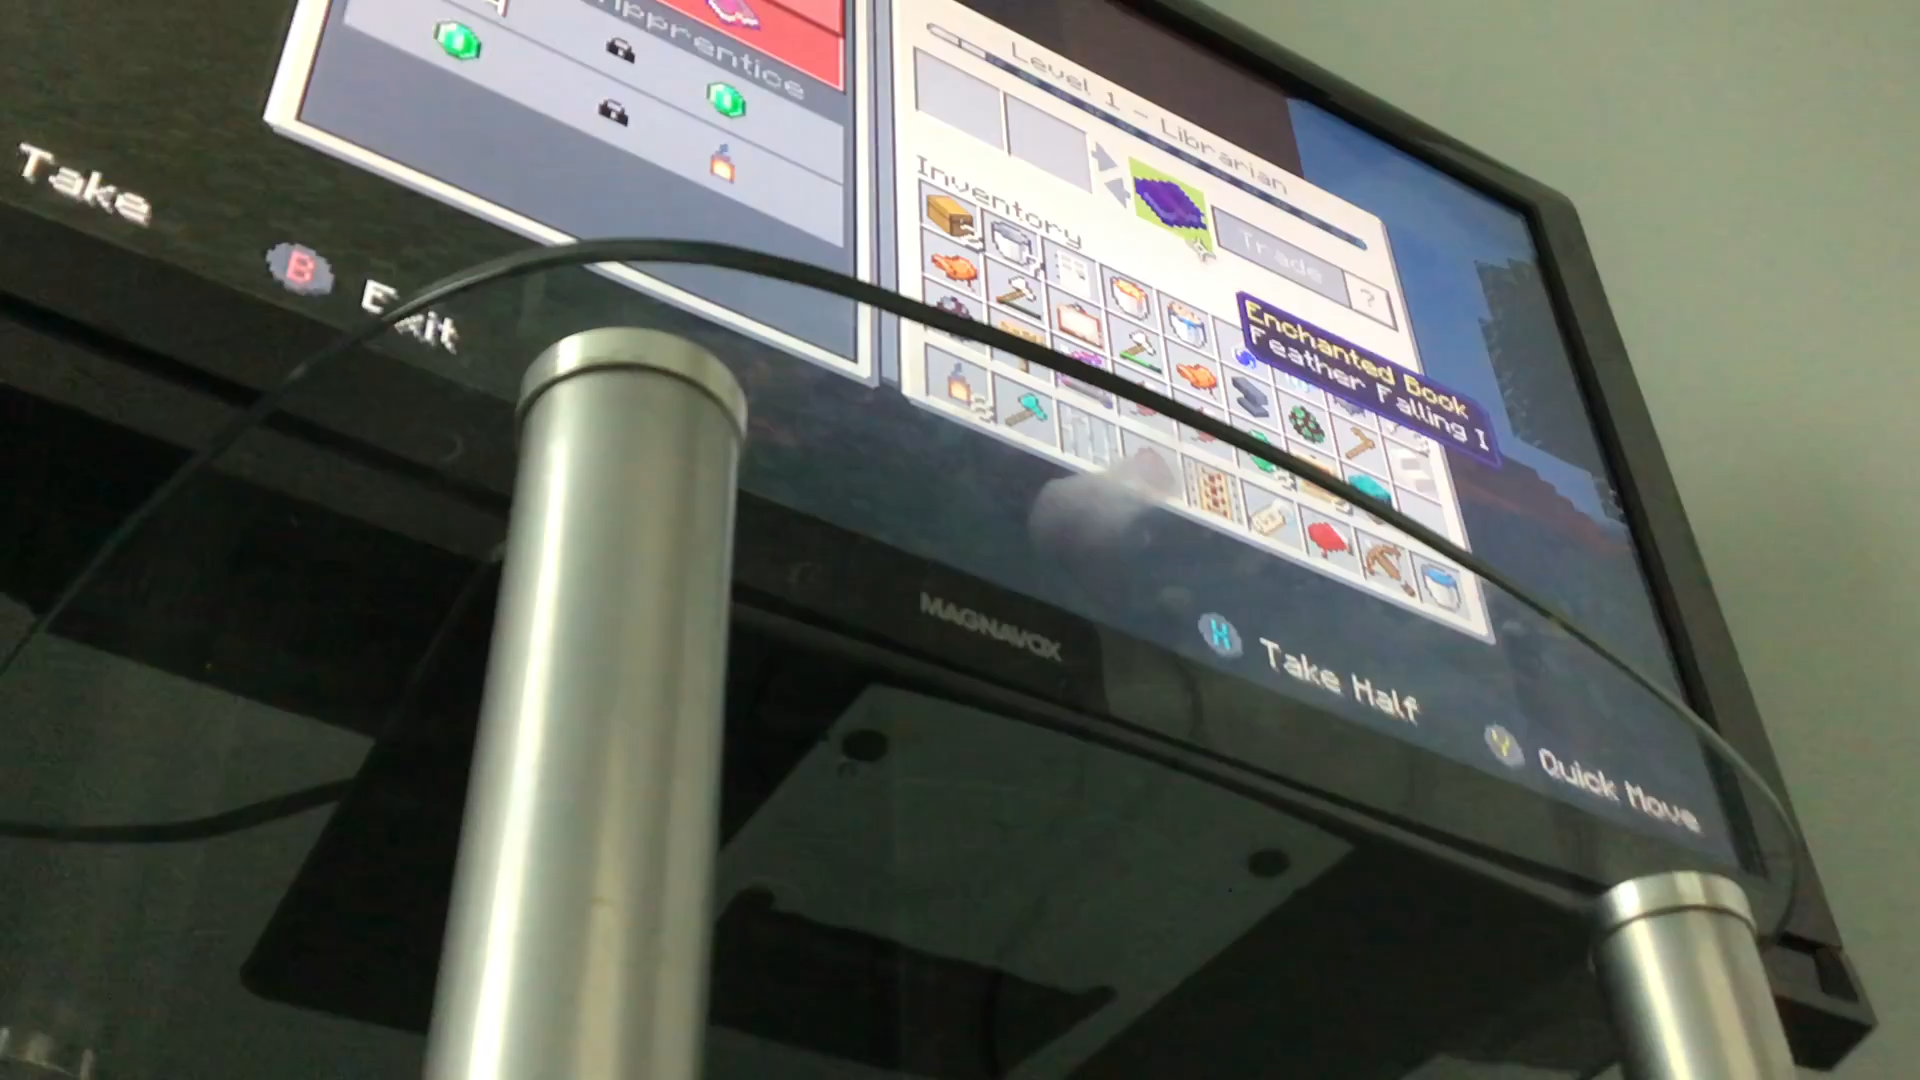 Apprentice
Level 1 - Librarian
Inventory
Trade
?
Enchanted Book
Feather Falling I
Take
B Exit
MAGNAVOX
X Take Half
Y Quick Move